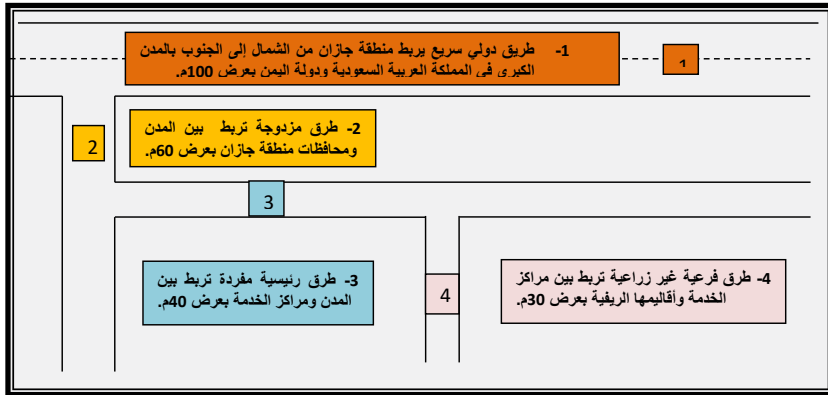 1- طريق دولي سريع يربط منطقة جازان من الشمال إلى الجنوب بالمدن
الكبرى في المملكة العربية السعودية ودولة اليمن بعرض 100م.
1
2- طرق مزدوجة تربط بين المدن
ومحافظات منطقة جازان بعرض 60م.
2
3
3- طرق رئيسية مفردة تربط بين
المدن ومراكز الخدمة بعرض 40م.
4
4- طرق فرعية غير زراعية تربط بين مراكز
الخدمة وأقاليمها الريفية بعرض 30م.